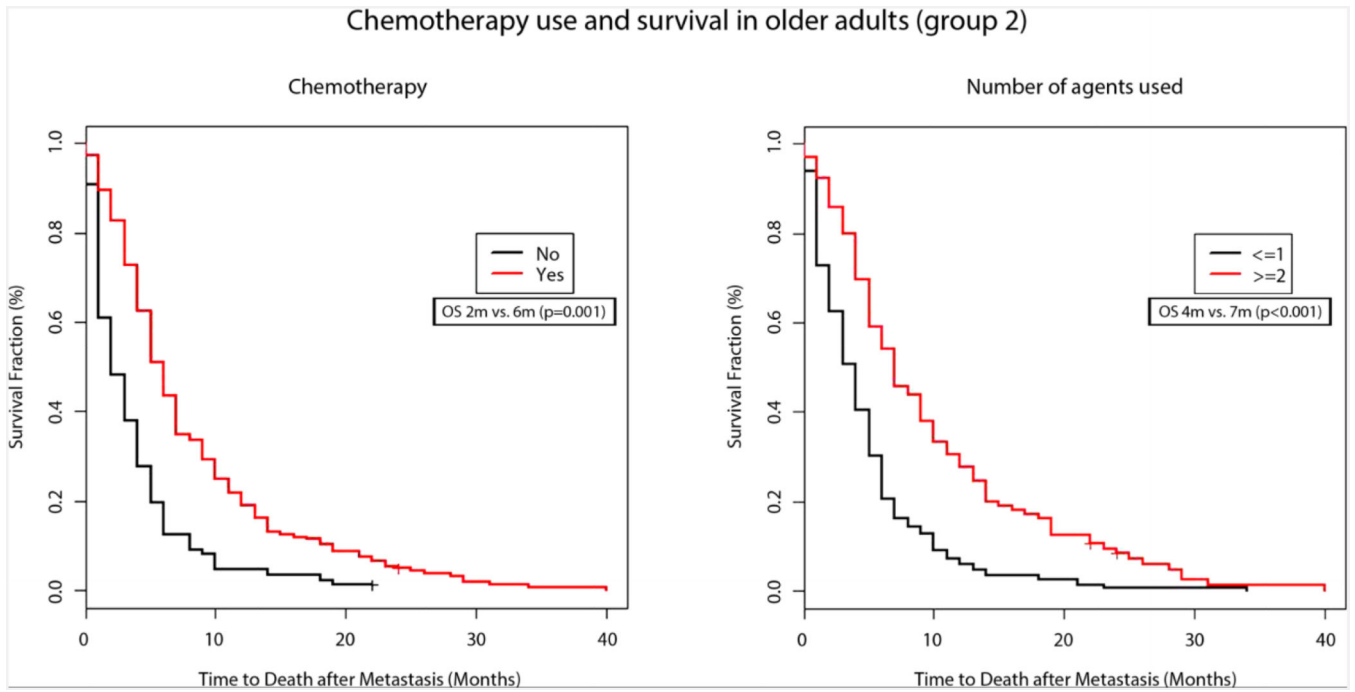 Chemotherapy use and survival in older adults (group 2)
Chemotherapy
Survival Fraction (%)
1.0
0.8
0.6
0.4
0.2
0.0
No
Yes
OS 2m vs. 6m (p=0.001)
0 10 20 30 40
Time to Death after Metastasis (Months)
Number of agents used
Survival Fraction (%)
1.0
0.8
0.6
0.4
0.2
0.0
<=1
>=2
OS 4m vs. 7m (p<0.001)
0 10 20 30 40
Time to Death after Metastasis (Months)